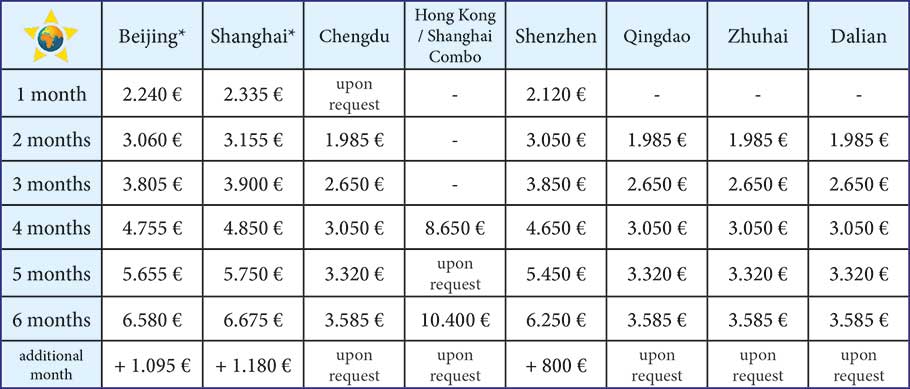 Beijing* Shanghai* Chengdu Hong Kong / Shanghai Combo Shenzhen Qingdao Zhuhai Dalian
1 month 2.240 € 2.335 € upon request - 2.120 € - - -
2 months 3.060 € 3.155 € 1.985 € - 3.050 € 1.985 € 1.985 € 1.985 €
3 months 3.805 € 3.900 € 2.650 € - 3.850 € 2.650 € 2.650 € 2.650 €
4 months 4.755 € 4.850 € 3.050 € 8.650 € 4.650 € 3.050 € 3.050 € 3.050 €
5 months 5.655 € 5.750 € 3.320 € upon request 5.450 € 3.320 € 3.320 € 3.320 €
6 months 6.580 € 6.675 € 3.585 € 10.400 € 6.250 € 3.585 € 3.585 € 3.585 €
additional month + 1.095 € + 1.180 € upon request upon request + 800 € upon request upon request upon request